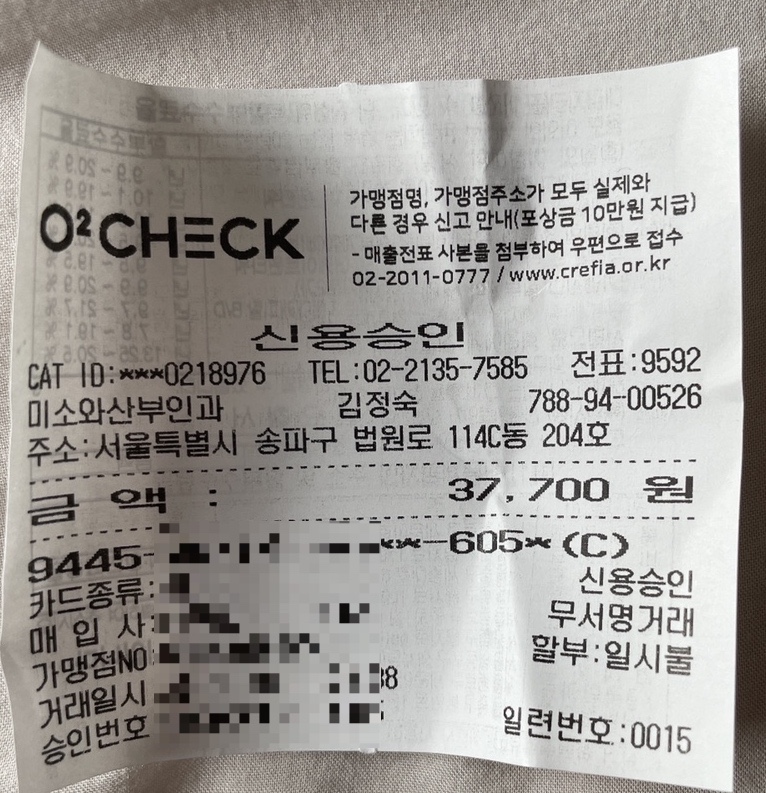 O² CHECK
가맹점명, 가맹점주소가 모두 실제와
다른 경우 신고 안내(포상금 10만원 지급)
- 매출전표 사본을 첨부하여 우편으로 접수
02-2011-0777 / www.crefia.or.kr
신용승인
CAT ID:***0218976 TEL:02-2135-7585 전표:9592
미소와산부인과 김정숙 788-94-00526
주소:서울특별시 송파구 법원로 114C동 204호
금 액 : 37,700 원
9445- **-605* (C)
카드종류: 신용승인
매 입 사: 무서명거래
가맹점NO: 할부:일시불
거래일시
승인번호 일련번호:0015